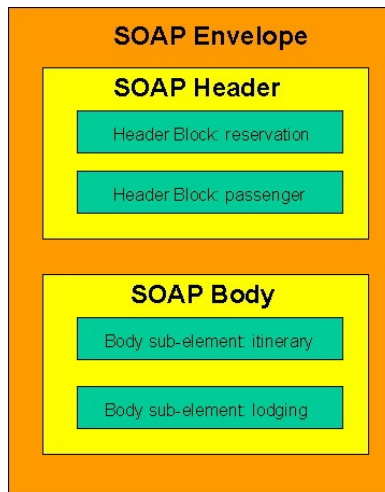 SOAP Envelope
SOAP Header
Header Block: reservation
Header Block: passenger
SOAP Body
Body sub-element: itinerary
Body sub-element: lodging